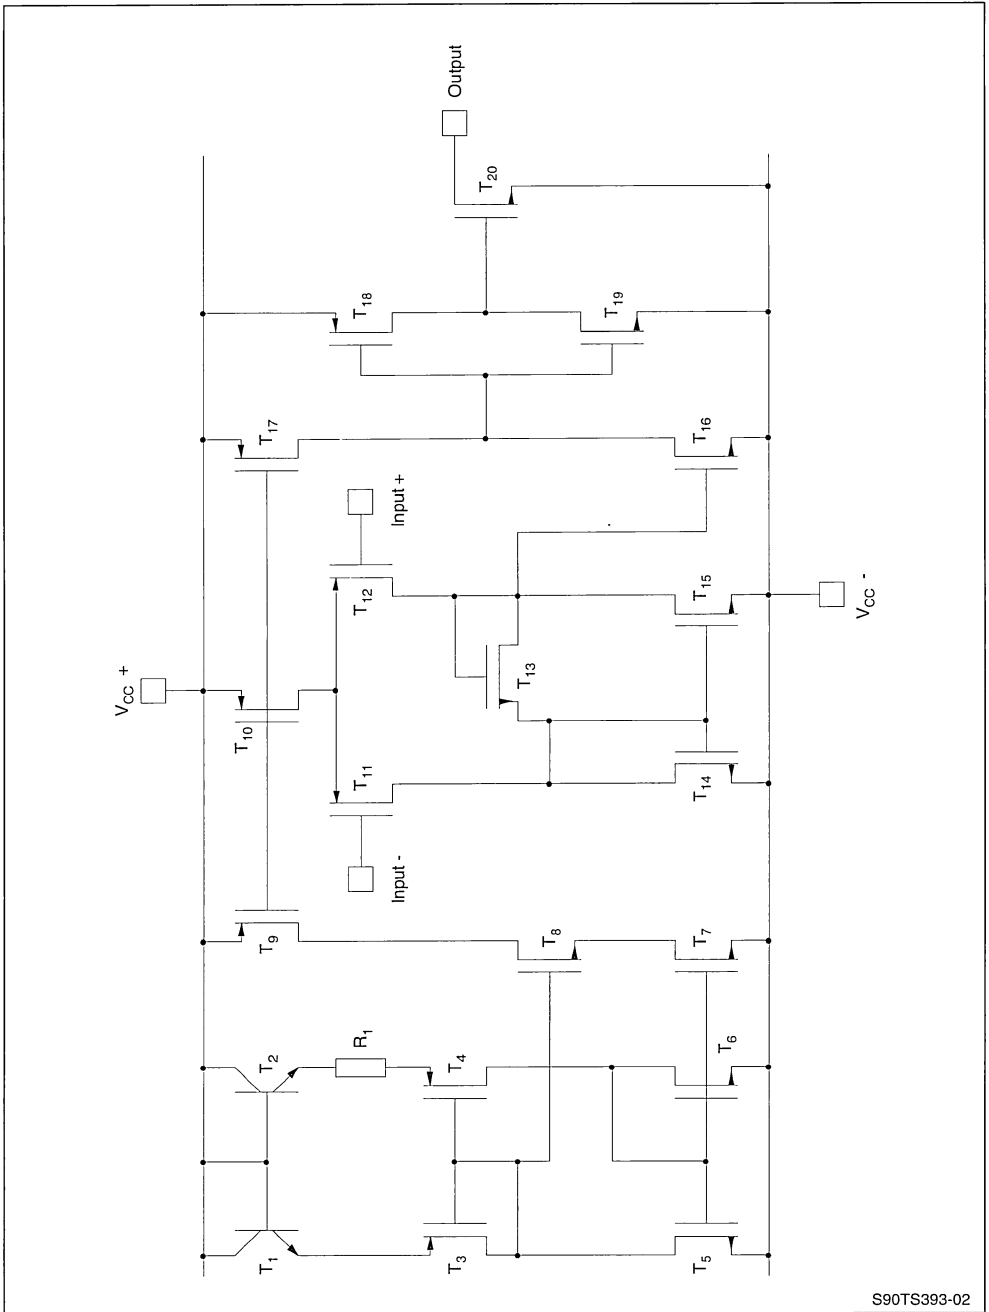 Output
T20
T18
T19
T17
T16
Input +
T12
T15
VCC -
T13
VCC +
T10
T11
T14
Input -
T9
T8
T7
R1
T2
T4
T6
T1
T3
T5
S90TS393-02